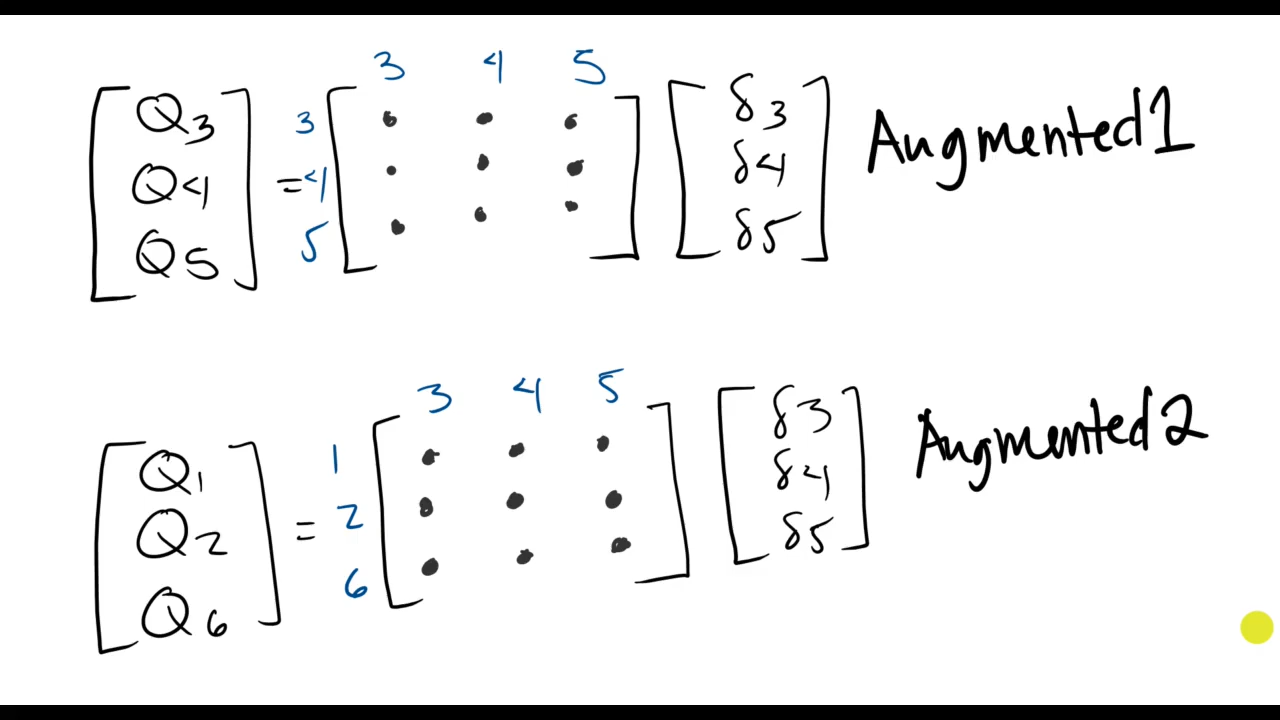 3 4 5
Q3 3 δ3 Augmented1
Q4 = 4 δ4
Q5 5 δ5
3 4 5
Q1 1 δ3 Augmented2
Q2 = 2 δ4
Q6 6 δ5